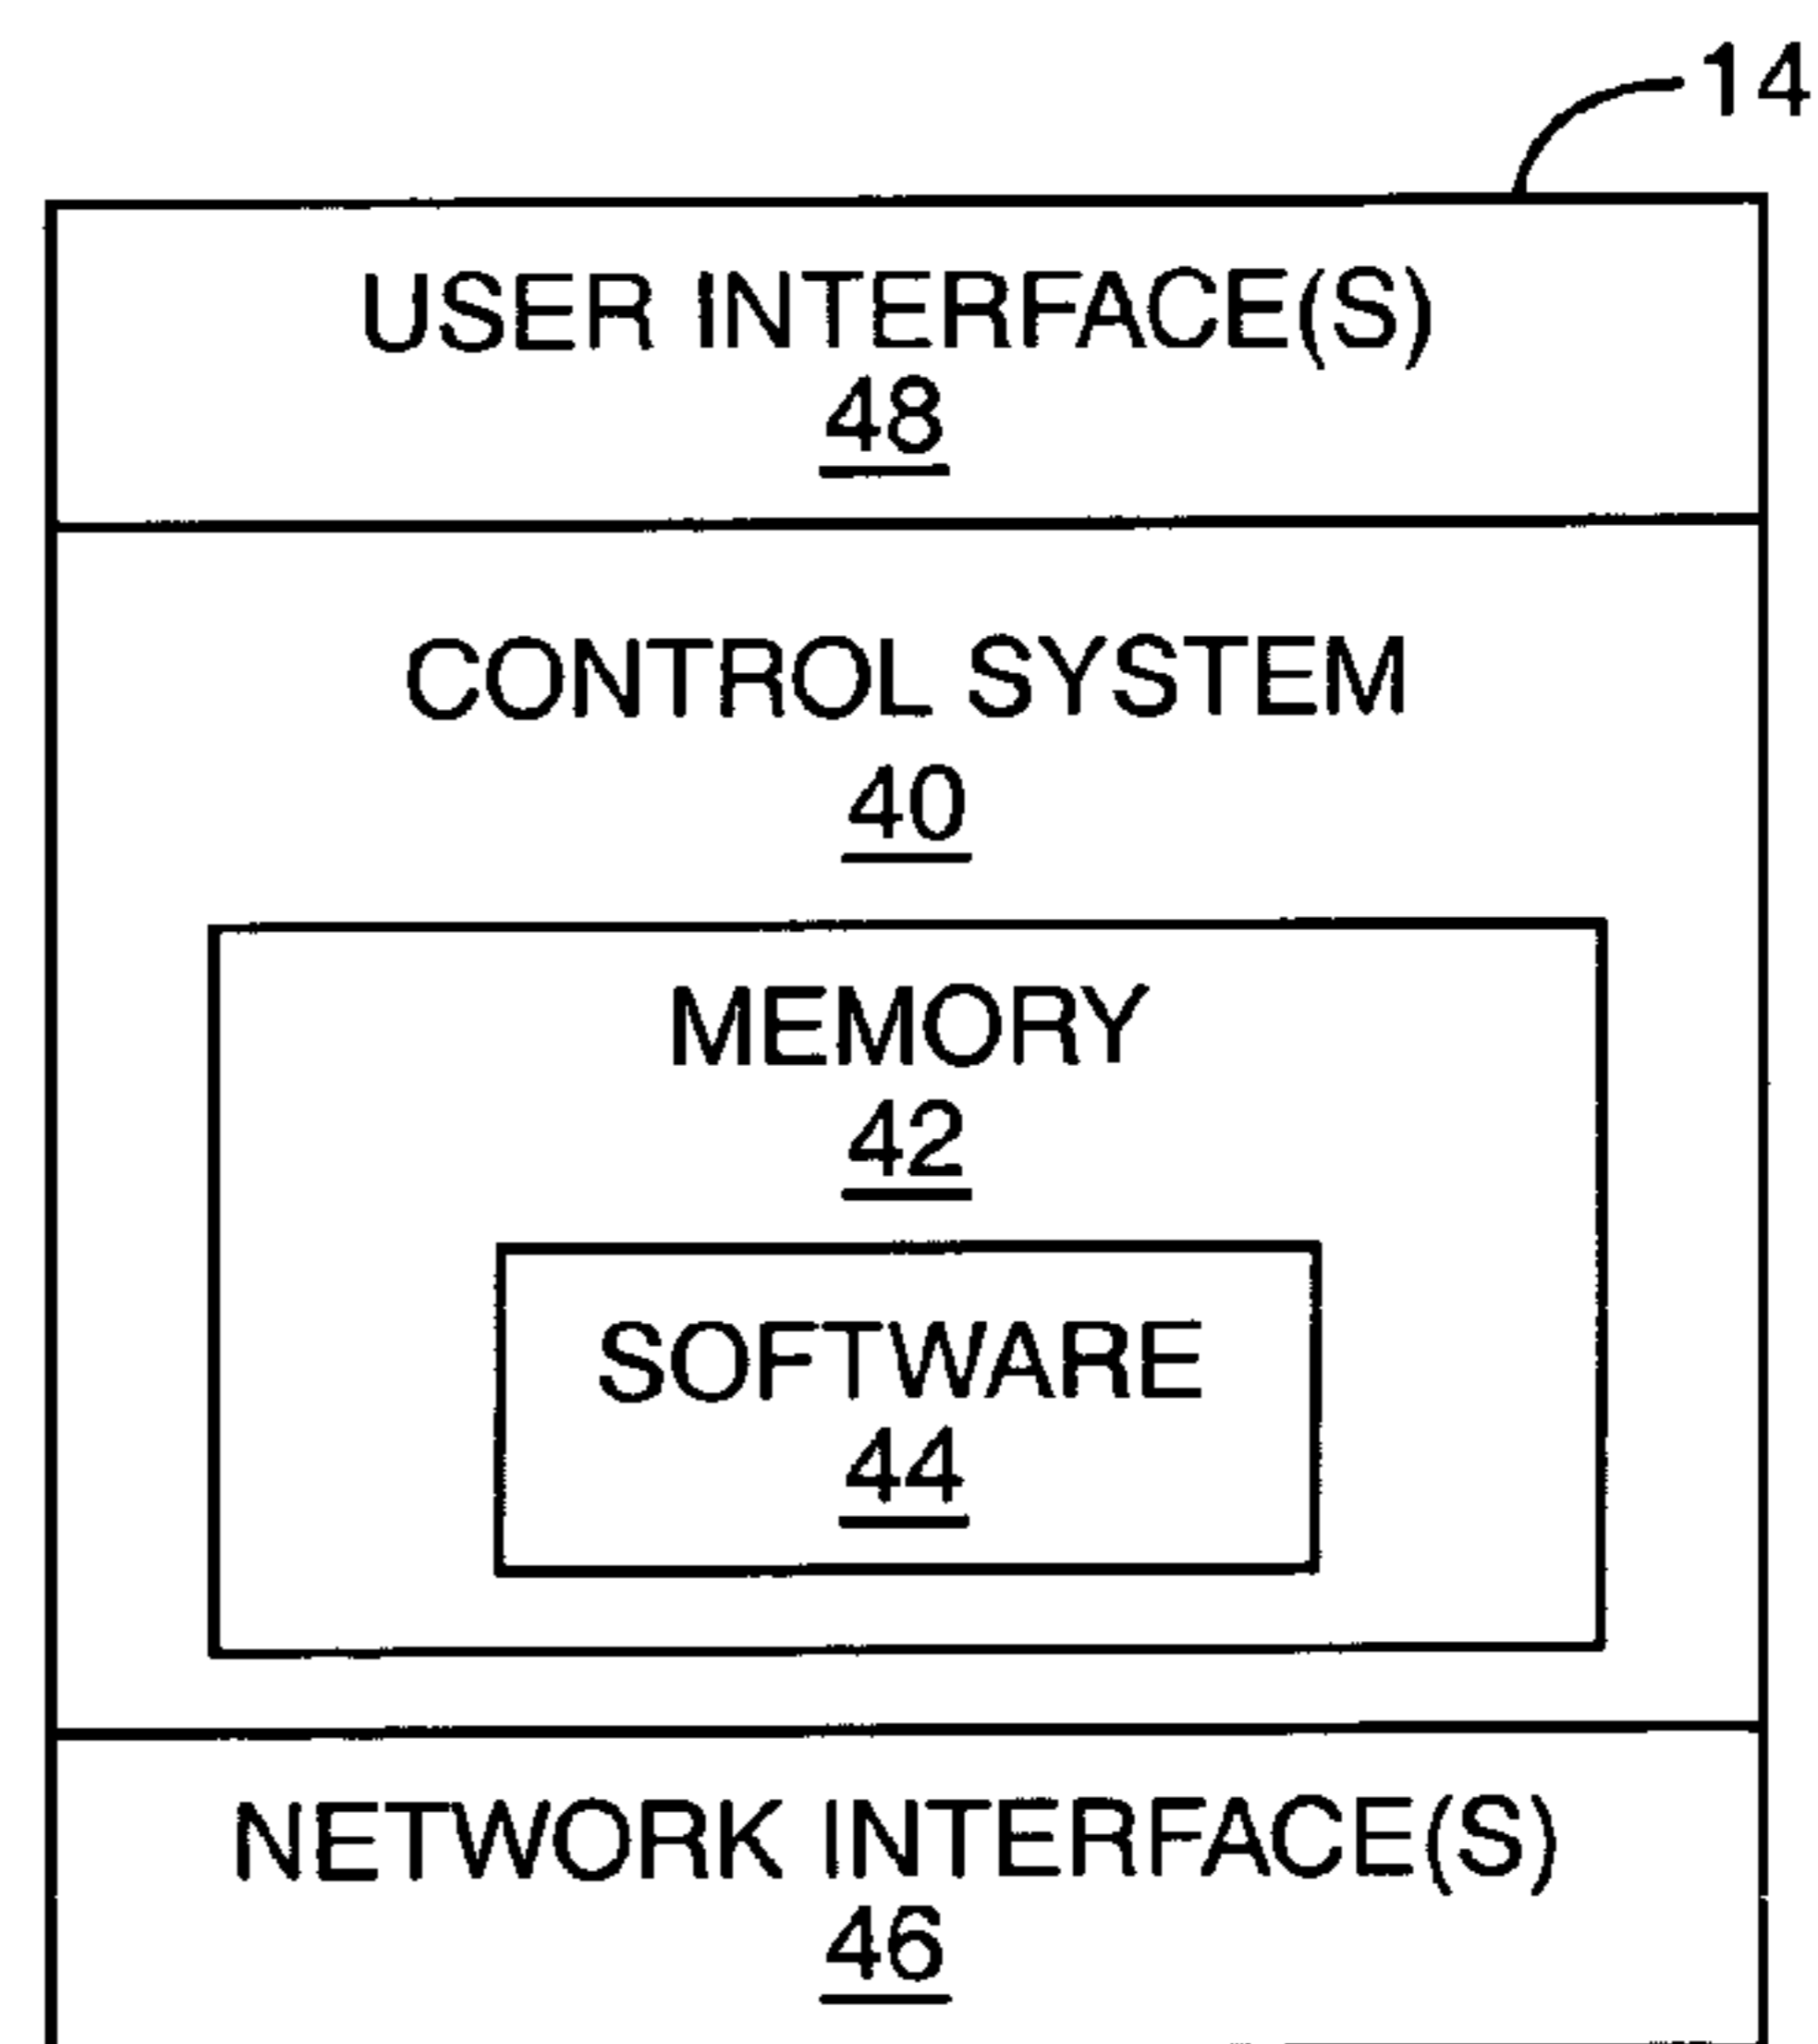 14
USER INTERFACE(S)
48
CONTROL SYSTEM
40
MEMORY
42
SOFTWARE
44
NETWORK INTERFACE(S)
46